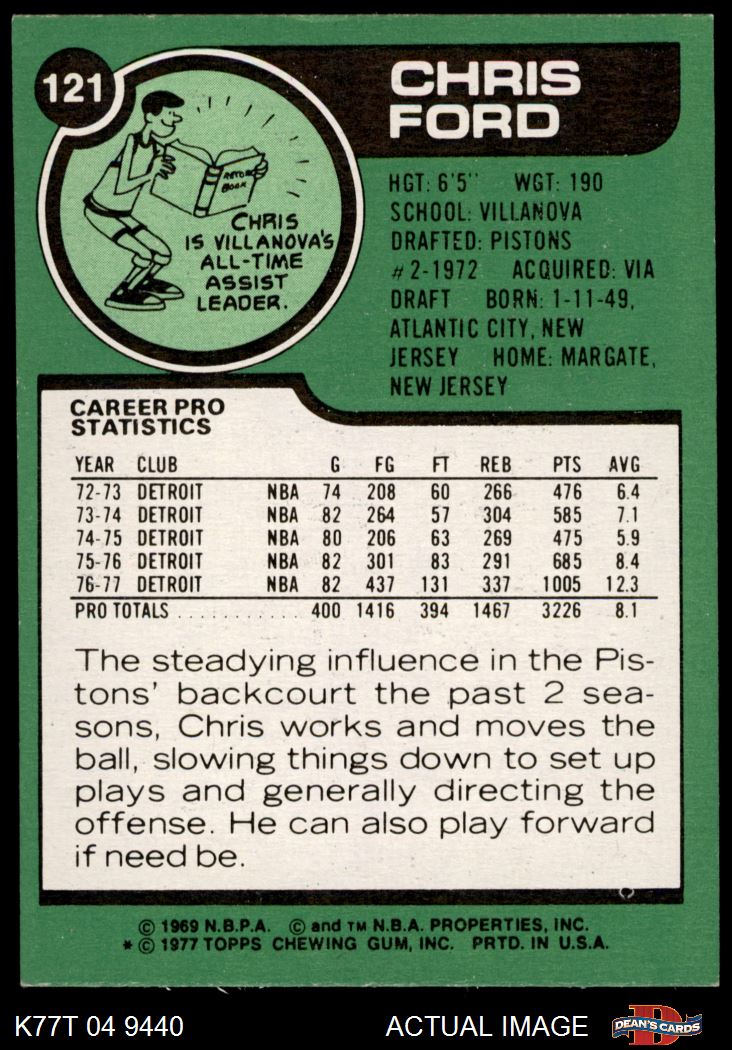 121
CHRIS
FORD
RECORD
BOOK
CHRIS
IS VILLANOVA'S
ALL-TIME
ASSIST
LEADER.
HGT: 6'5" WGT: 190
SCHOOL: VILLANOVA
DRAFTED: PISTONS
#2-1972 ACQUIRED: VIA
DRAFT BORN: 1-11-49,
ATLANTIC CITY, NEW
JERSEY HOME: MARGATE,
NEW JERSEY
CAREER PRO
STATISTICS
YEAR CLUB G FG FT REB PTS AVG
72-73 DETROIT NBA 74 208 60 266 476 6.4
73-74 DETROIT NBA 82 264 57 304 585 7.1
74-75 DETROIT NBA 80 206 63 269 475 5.9
75-76 DETROIT NBA 82 301 83 291 685 8.4
76-77 DETROIT NBA 82 437 131 337 1005 12.3
PRO TOTALS . . . . . . . . . . . 400 1416 394 1467 3226 8.1
The steadying influence in the Pis-
tons' backcourt the past 2 sea-
sons, Chris works and moves the
ball, slowing things down to set up
plays and generally directing the
offense. He can also play forward
if need be.
© 1969 N.B.P.A. © and TM N.B.A. PROPERTIES, INC.
* © 1977 TOPPS CHEWING GUM, INC. PRTD. IN U.S.A.
K77T 04 9440 ACTUAL IMAGE
D
DEAN'S CARDS